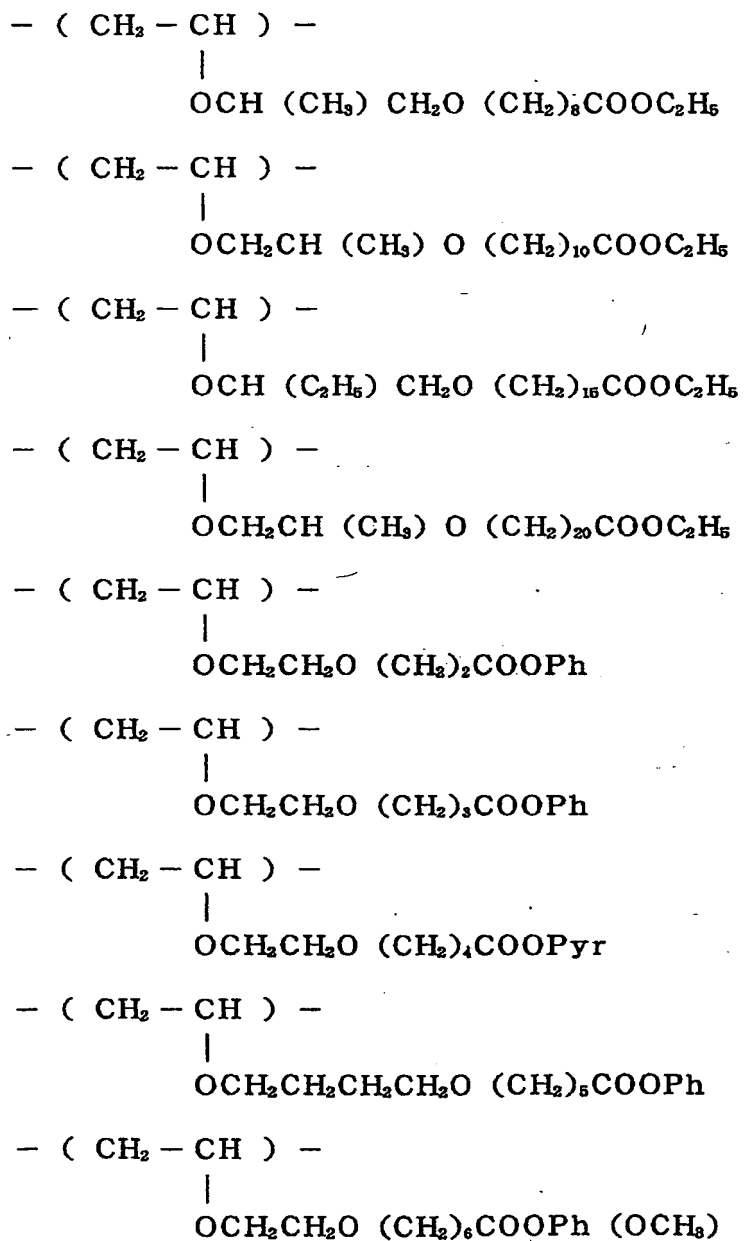 — ( CH₂ — CH ) —
|
OCH (CH₃) CH₂O (CH₂)₈COOC₂H₅
— ( CH₂ — CH ) —
|
OCH₂CH (CH₃) O (CH₂)₁₀COOC₂H₅
— ( CH₂ — CH ) —
|
OCH (C₂H₅) CH₂O (CH₂)₁₅COOC₂H₅
— ( CH₂ — CH ) —
|
OCH₂CH (CH₃) O (CH₂)₂₀COOC₂H₅
— ( CH₂ — CH ) —
|
OCH₂CH₂O (CH₂)₂COOPh
— ( CH₂ — CH ) —
|
OCH₂CH₂O (CH₂)₃COOPh
— ( CH₂ — CH ) —
|
OCH₂CH₂O (CH₂)₄COOPyr
— ( CH₂ — CH ) —
|
OCH₂CH₂CH₂CH₂O (CH₂)₅COOPh
— ( CH₂ — CH ) —
|
OCH₂CH₂O (CH₂)₆COOPh (OCH₃)